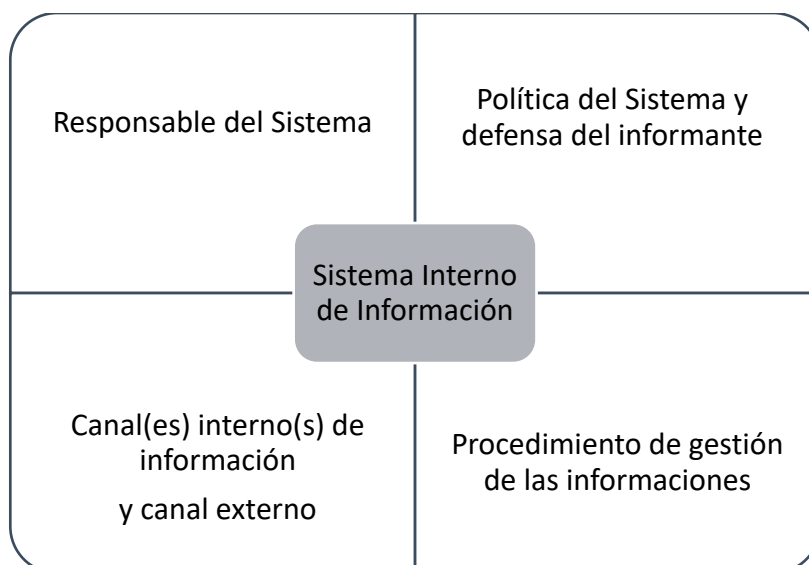 Responsable del Sistema
Política del Sistema y
defensa del informante
Sistema Interno
de Información
Canal(es) interno(s) de
información
y canal externo
Procedimiento de gestión
de las informaciones